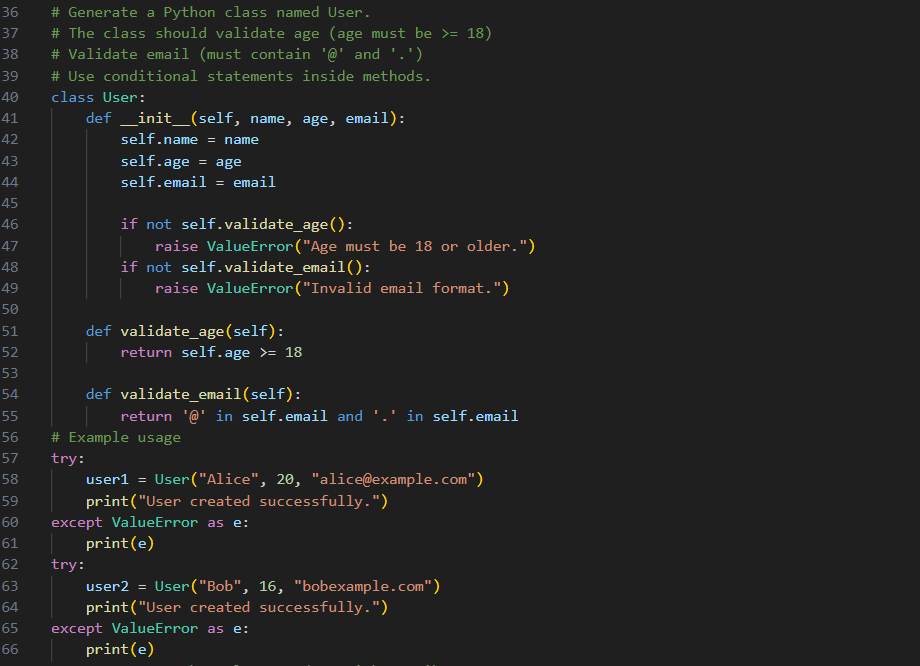 36 # Generate a Python class named User.
37 # The class should validate age (age must be >= 18)
38 # Validate email (must contain '@' and '.')
39 # Use conditional statements inside methods.
40 class User:
41     def __init__(self, name, age, email):
42         self.name = name
43         self.age = age
44         self.email = email
45
46         if not self.validate_age():
47             raise ValueError("Age must be 18 or older.")
48         if not self.validate_email():
49             raise ValueError("Invalid email format.")
50
51     def validate_age(self):
52         return self.age >= 18
53
54     def validate_email(self):
55         return '@' in self.email and '.' in self.email
56 # Example usage
57 try:
58     user1 = User("Alice", 20, "alice@example.com")
59     print("User created successfully.")
60 except ValueError as e:
61     print(e)
62 try:
63     user2 = User("Bob", 16, "bobexample.com")
64     print("User created successfully.")
65 except ValueError as e:
66     print(e)